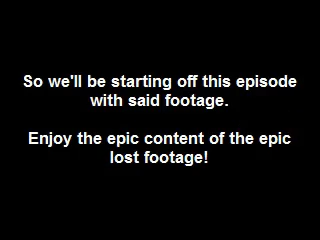 So we'll be starting off this episode
with said footage.
Enjoy the epic content of the epic
lost footage!